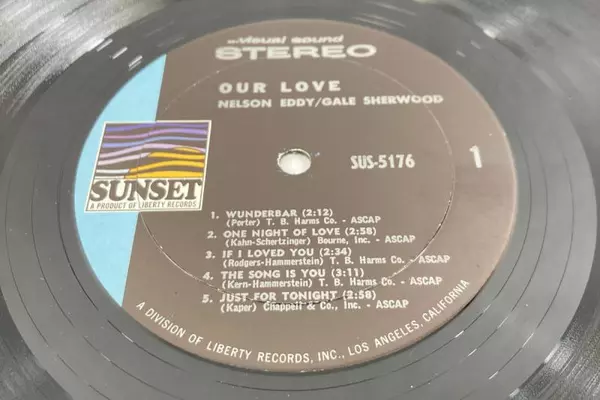 visual sound
STEREO
OUR LOVE
NELSON EDDY/GALE SHERWOOD
SUS-5176
1
SUNSET
A PRODUCT OF LIBERTY RECORDS
1. WUNDERBAR (2:12)
(Porter) T. B. Harms Co. - ASCAP
2. ONE NIGHT OF LOVE (2:58)
(Kahn-Schertzinger) Bourne, Inc. - ASCAP
3. IF I LOVED YOU (2:34)
(Rodgers-Hammerstein) T. B. Harms Co. - ASCAP
4. THE SONG IS YOU (3:11)
(Kern-Hammerstein) T. B. Harms Co. - ASCAP
5. JUST FOR TONIGHT (2:58)
(Kaper) Chappell & Co., Inc. - ASCAP
A DIVISION OF LIBERTY RECORDS, INC., LOS ANGELES, CALIFORNIA